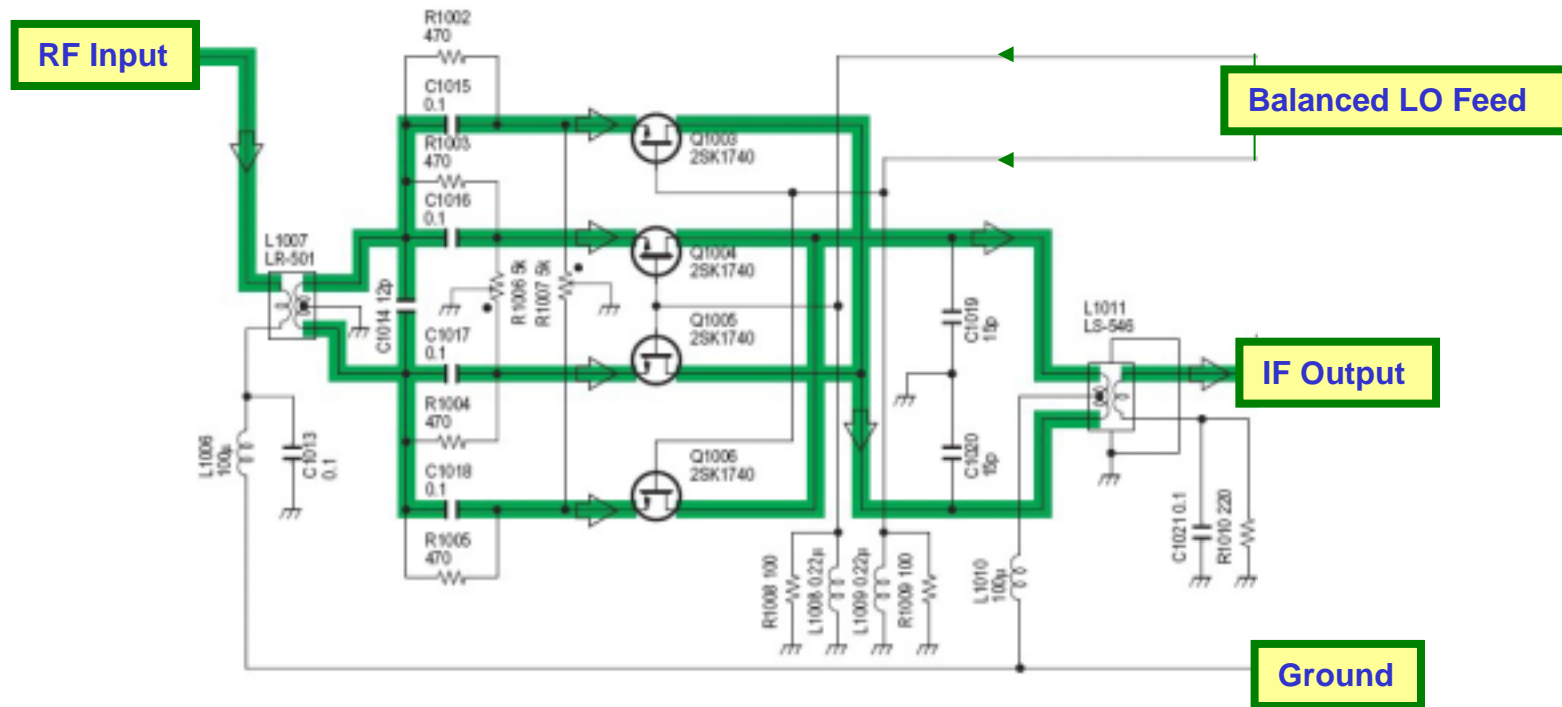 RF Input
R1002
470
C1015
0.1
R1003
470
C1016
0.1
Q1003
2SK1740
Balanced LO Feed
L1007
LR-501
Q1004
2SK1740
C1014 12p
R1006 5k
R1007 5k
C1017
0.1
Q1005
2SK1740
C1019
15p
L1011
LS-546
IF Output
R1004
470
L1006
100µ
C1013
0.1
C1018
0.1
Q1006
2SK1740
C1020
15p
R1005
470
R1008 100
L1008 0.22µ
L1009 0.22µ
R1009 100
L1010
100µ
C1021 0.1
R1010 220
Ground